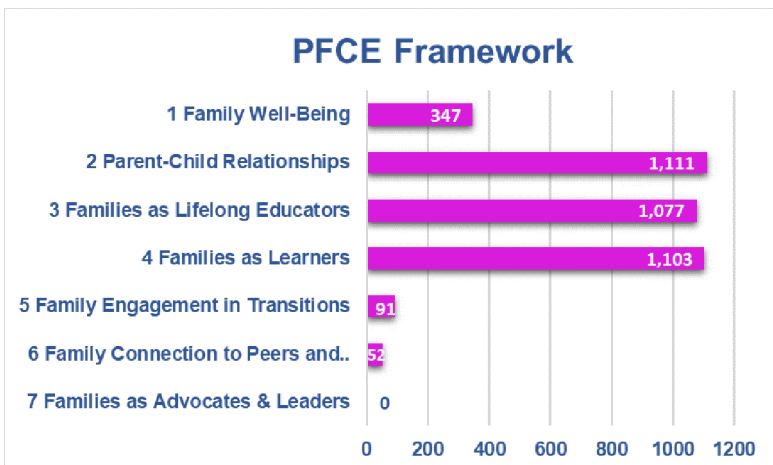 PFCE Framework
1 Family Well-Being
347
2 Parent-Child Relationships
1,111
3 Families as Lifelong Educators
1,077
4 Families as Learners
1,103
5 Family Engagement in Transitions
91
6 Family Connection to Peers and..
52
7 Families as Advocates & Leaders
0
0 200 400 600 800 1000 1200